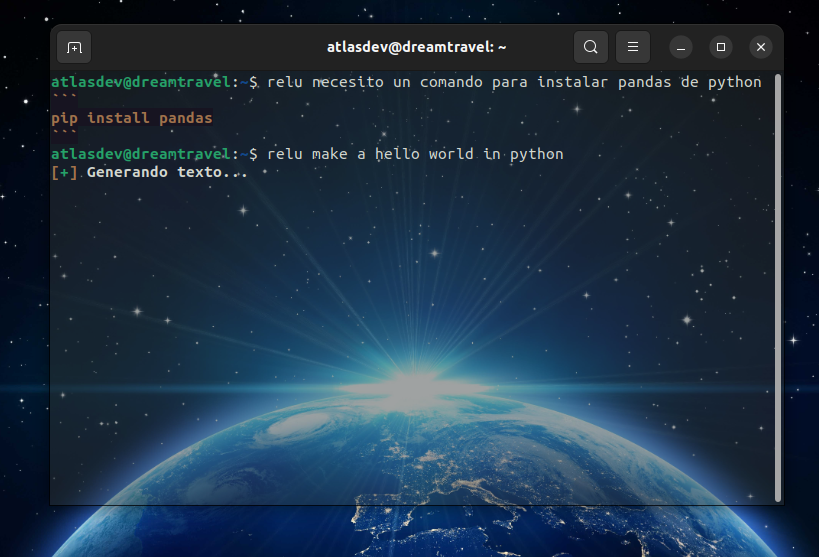 atlasdev@dreamtravel: ~
atlasdev@dreamtravel:~$ relu necesito un comando para instalar pandas de python
```
pip install pandas
```
atlasdev@dreamtravel:~$ relu make a hello world in python
[+] Generando texto...